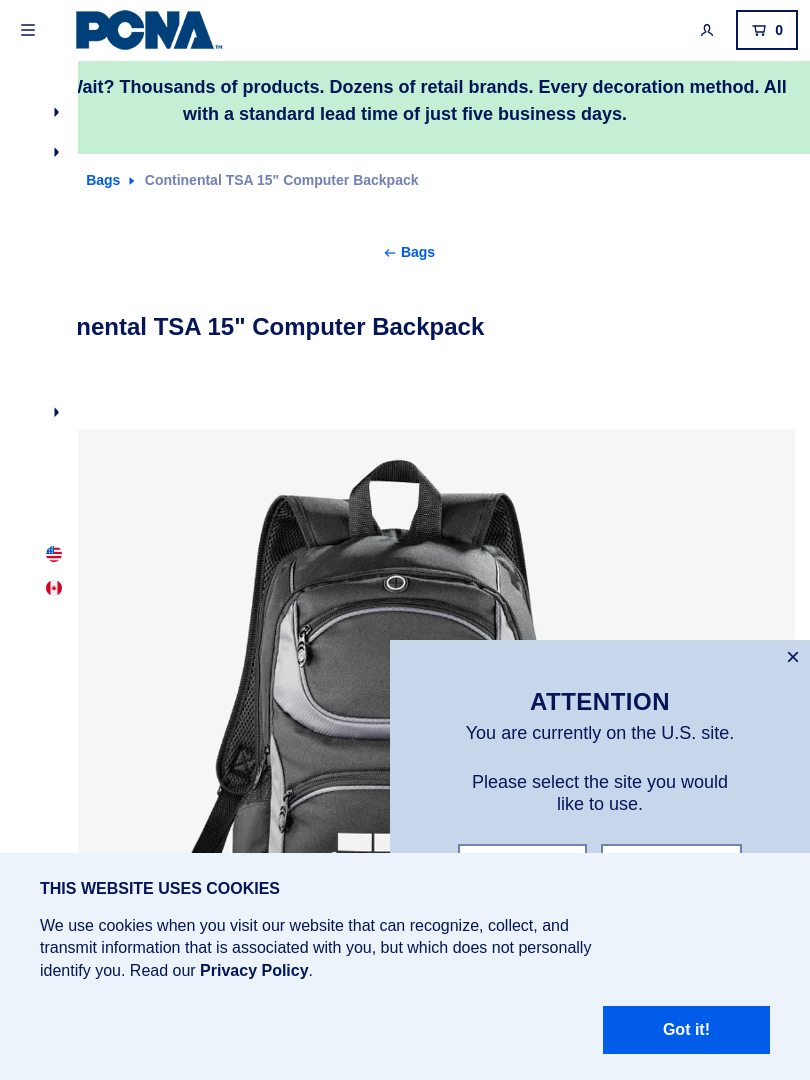 PCNA™
0
Wait? Thousands of products. Dozens of retail brands. Every decoration method. All
with a standard lead time of just five business days.
Bags
Continental TSA 15" Computer Backpack
Bags
nental TSA 15" Computer Backpack
ATTENTION
You are currently on the U.S. site.
Please select the site you would
like to use.
THIS WEBSITE USES COOKIES
We use cookies when you visit our website that can recognize, collect, and
transmit information that is associated with you, but which does not personally
identify you. Read our Privacy Policy.
Got it!